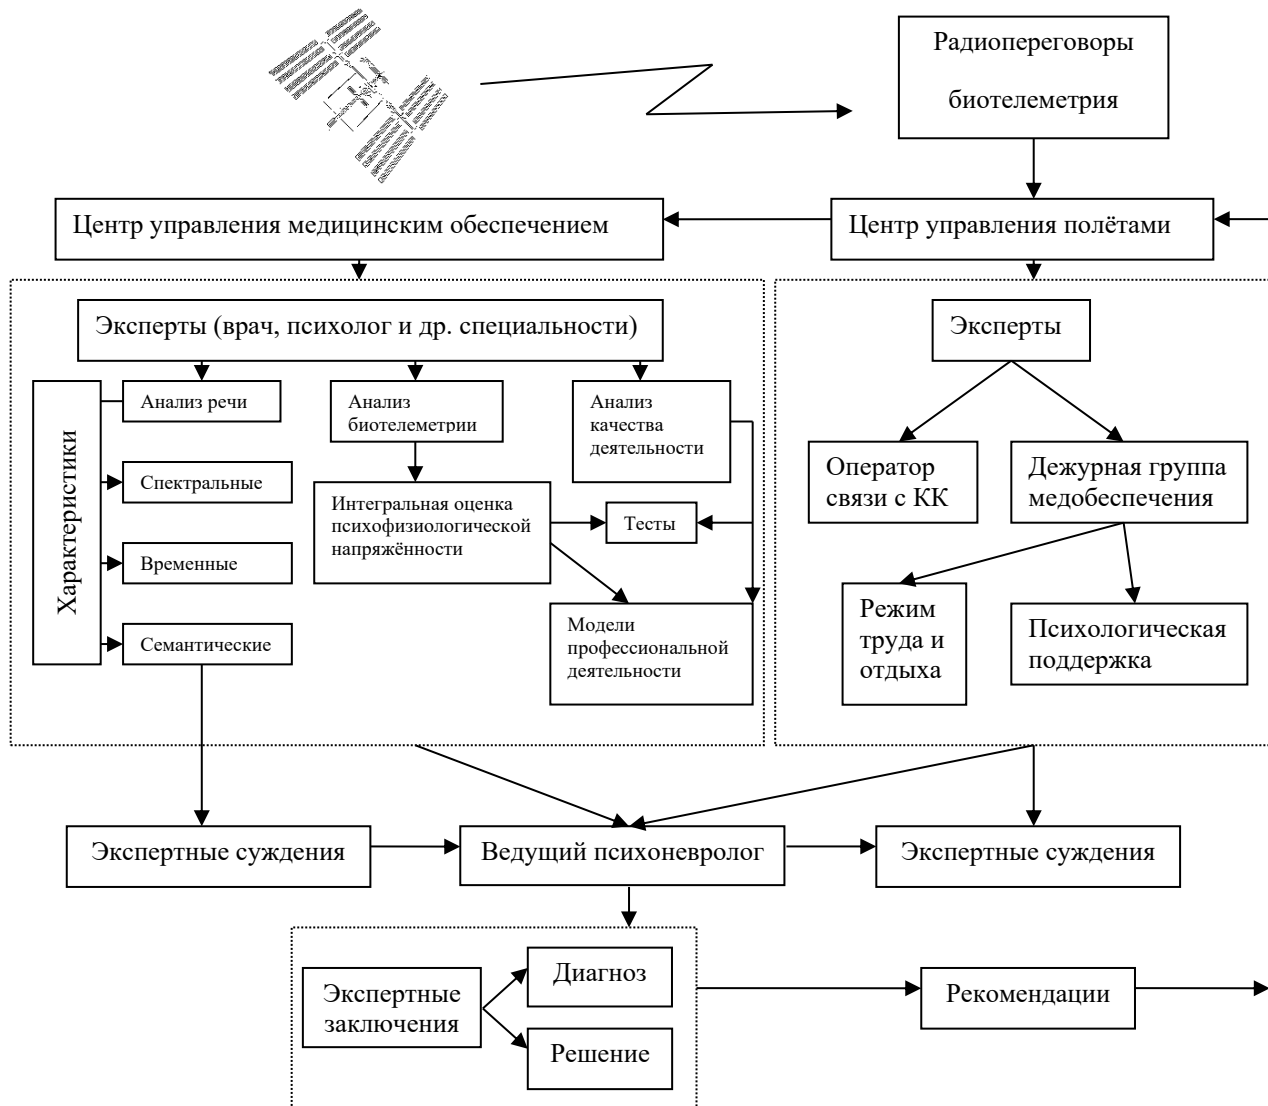 Радиопереговоры
биотелеметрия
Центр управления медицинским обеспечением
Центр управления полётами
Эксперты (врач, психолог и др. специальности)
Эксперты
Характеристики
Анализ речи
Анализ
биотелеметрии
Анализ
качества
деятельности
Спектральные
Временные
Семантические
Интегральная оценка
психофизиологической
напряжённости
Тесты
Модели
профессиональной
деятельности
Оператор
связи с КК
Дежурная группа
медобеспечения
Режим
труда и
отдыха
Психологическая
поддержка
Экспертные суждения
Ведущий психоневролог
Экспертные суждения
Экспертные
заключения
Диагноз
Решение
Рекомендации